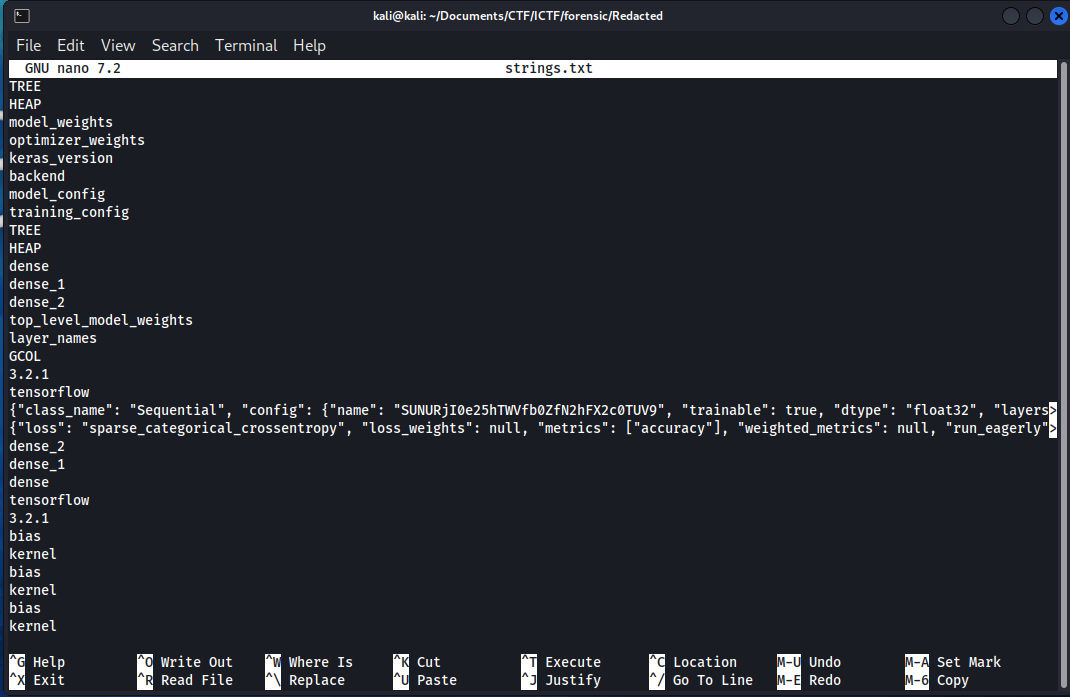 kali@kali: ~/Documents/CTF/ICTF/forensic/Redacted
File Edit View Search Terminal Help
GNU nano 7.2 strings.txt
TREE
HEAP
model_weights
optimizer_weights
keras_version
backend
model_config
training_config
TREE
HEAP
dense
dense_1
dense_2
top_level_model_weights
layer_names
GCOL
3.2.1
tensorflow
{"class_name": "Sequential", "config": {"name": "SUNURjI0e25hTWVfb0ZfN2hFX2c0TUV9", "trainable": true, "dtype": "float32", "layers>
{"loss": "sparse_categorical_crossentropy", "loss_weights": null, "metrics": ["accuracy"], "weighted_metrics": null, "run_eagerly">
dense_2
dense_1
dense
tensorflow
3.2.1
bias
kernel
bias
kernel
bias
kernel
^G Help ^O Write Out ^W Where Is ^K Cut ^T Execute ^C Location M-U Undo M-A Set Mark
^X Exit ^R Read File ^\ Replace ^U Paste ^J Justify ^/ Go To Line M-E Redo M-6 Copy